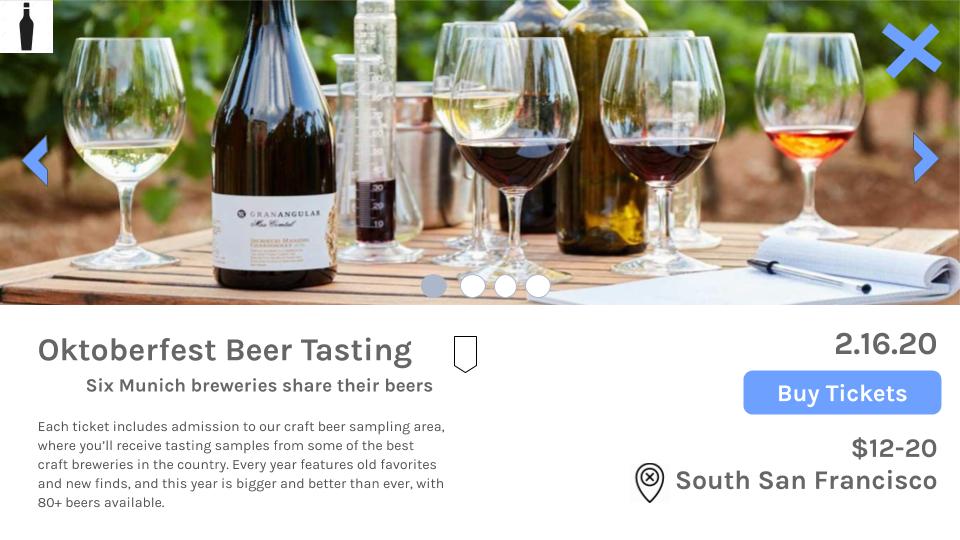 GRANANGULAR
30
20
10
Oktoberfest Beer Tasting
Six Munich breweries share their beers
Each ticket includes admission to our craft beer sampling area,
where you’ll receive tasting samples from some of the best
craft breweries in the country. Every year features old favorites
and new finds, and this year is bigger and better than ever, with
80+ beers available.
2.16.20
Buy Tickets
$12-20
South San Francisco